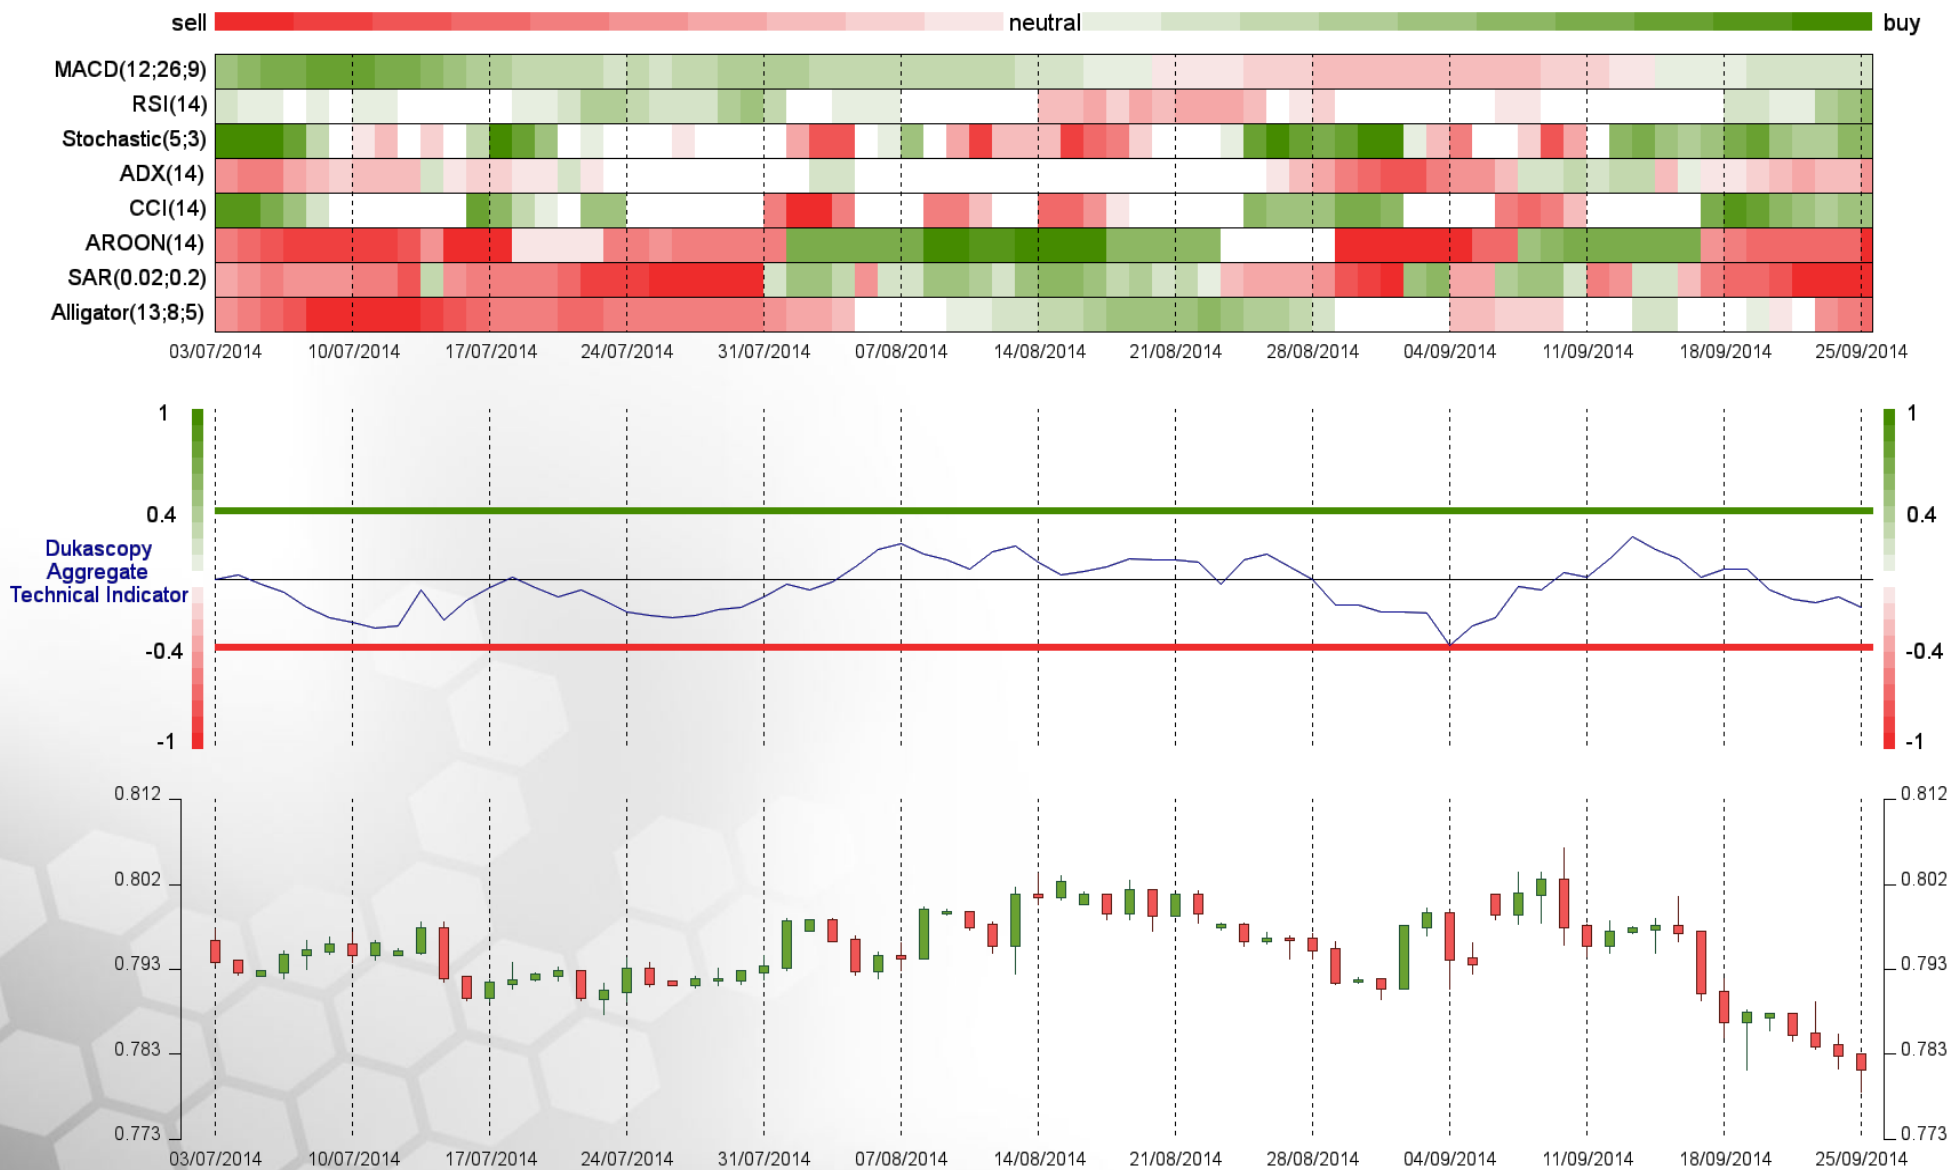 sell neutral buy
MACD(12;26;9)
RSI(14)
Stochastic(5;3)
ADX(14)
CCI(14)
AROON(14)
SAR(0.02;0.2)
Alligator(13;8;5)
03/07/2014 10/07/2014 17/07/2014 24/07/2014 31/07/2014 07/08/2014 14/08/2014 21/08/2014 28/08/2014 04/09/2014 11/09/2014 18/09/2014 25/09/2014
1 1
0.4 0.4
Dukascopy
Aggregate
Technical Indicator
-0.4 -0.4
-1 -1
0.812 0.812
0.802 0.802
0.793 0.793
0.783 0.783
0.773 0.773
03/07/2014 10/07/2014 17/07/2014 24/07/2014 31/07/2014 07/08/2014 14/08/2014 21/08/2014 28/08/2014 04/09/2014 11/09/2014 18/09/2014 25/09/2014